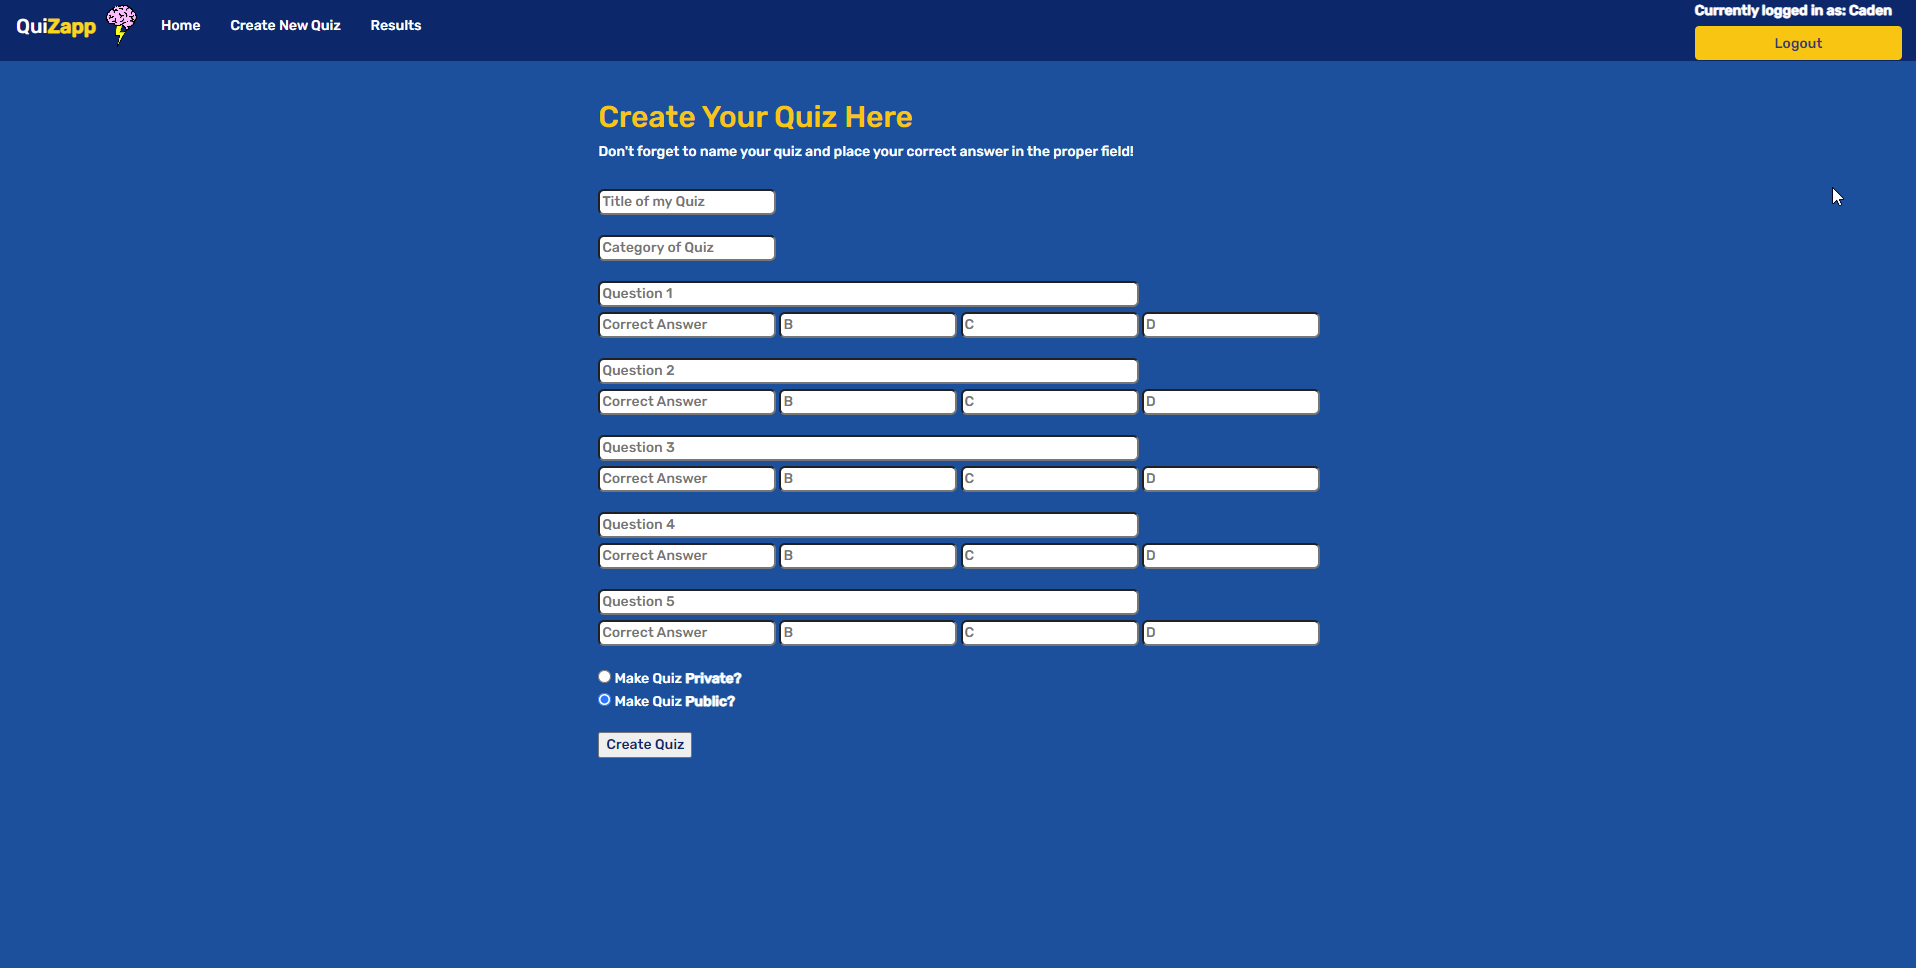 QuiZapp Home Create New Quiz Results
Currently logged in as: Caden
Logout
Create Your Quiz Here
Don't forget to name your quiz and place your correct answer in the proper field!
Title of my Quiz
Category of Quiz
Question 1
Correct Answer B C D
Question 2
Correct Answer B C D
Question 3
Correct Answer B C D
Question 4
Correct Answer B C D
Question 5
Correct Answer B C D
Make Quiz Private?
Make Quiz Public?
Create Quiz